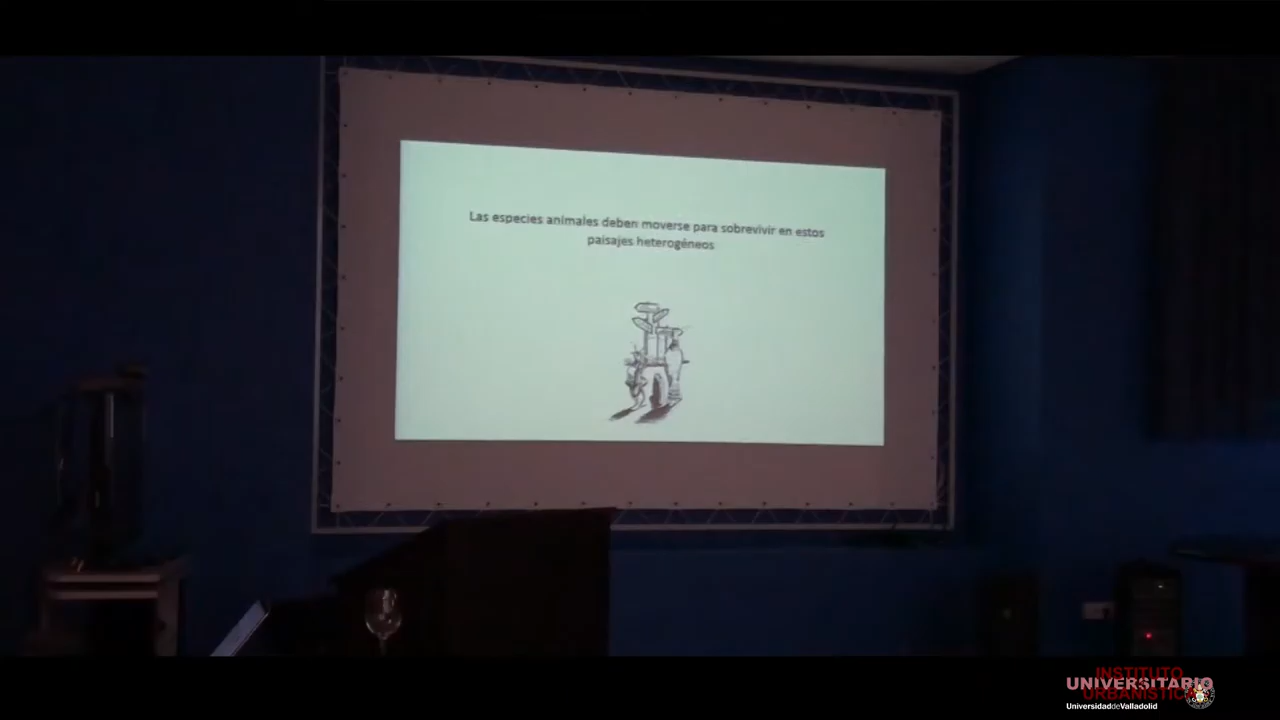 Las especies animales deben moverse para sobrevivir en estos
paisajes heterogéneos
INSTITUTO
UNIVERSITARIO
URBANÍSTICA
UniversidaddeValladolid